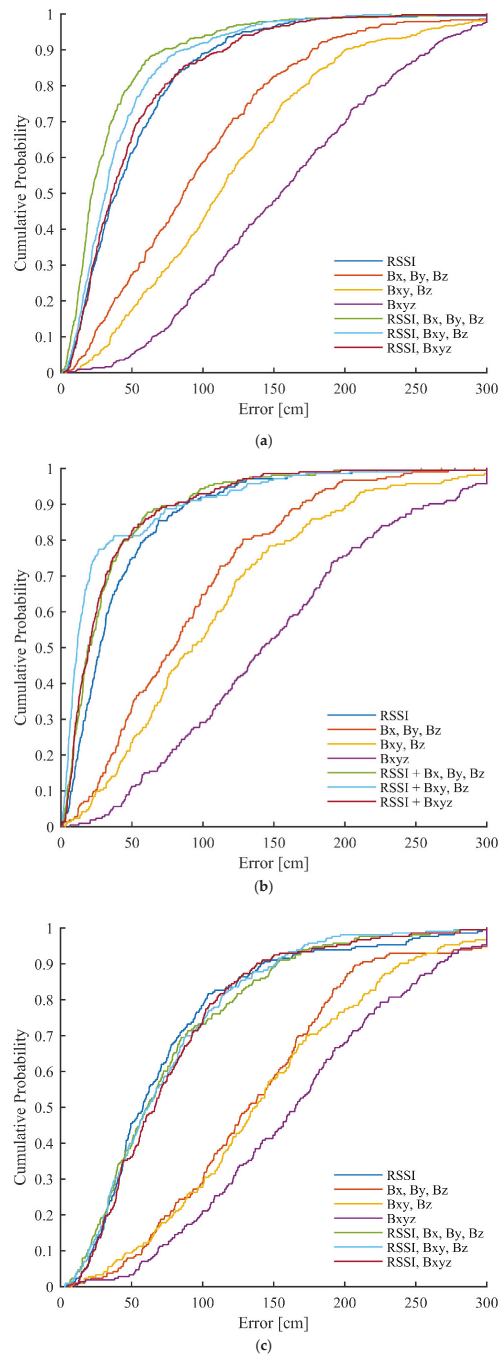 1
0.9
0.8
0.7
0.6
0.5
0.4
0.3
0.2
0.1
0
Cumulative Probability
RSSI
Bx, By, Bz
Bxy, Bz
Bxyz
RSSI, Bx, By, Bz
RSSI, Bxy, Bz
RSSI, Bxyz
0 50 100 150 200 250 300
Error [cm]
(a)
1
0.9
0.8
0.7
0.6
0.5
0.4
0.3
0.2
0.1
0
Cumulative Probability
RSSI
Bx, By, Bz
Bxy, Bz
Bxyz
RSSI + Bx, By, Bz
RSSI + Bxy, Bz
RSSI + Bxyz
0 50 100 150 200 250 300
Error [cm]
(b)
1
0.9
0.8
0.7
0.6
0.5
0.4
0.3
0.2
0.1
0
Cumulative Probability
RSSI
Bx, By, Bz
Bxy, Bz
Bxyz
RSSI, Bx, By, Bz
RSSI, Bxy, Bz
RSSI, Bxyz
0 50 100 150 200 250 300
Error [cm]
(c)